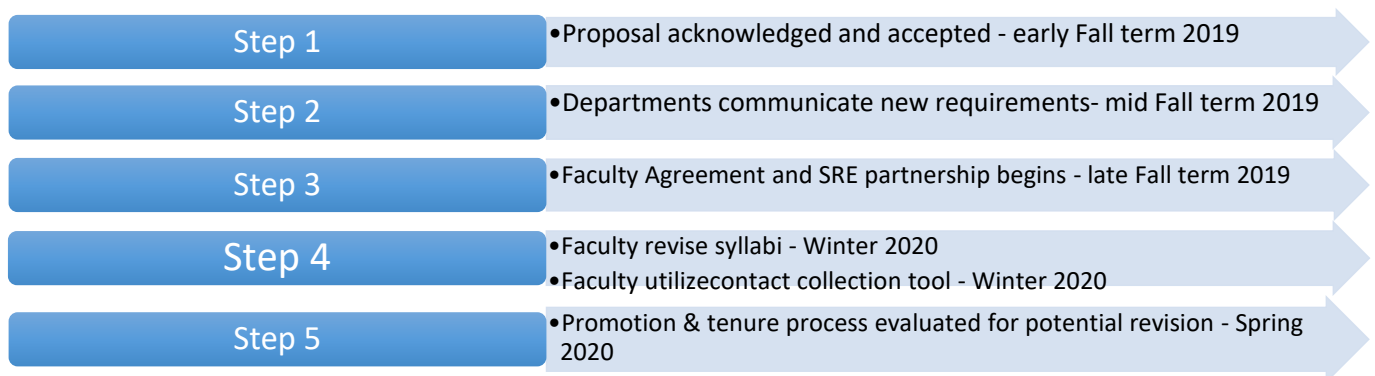 Step 1
•Proposal acknowledged and accepted - early Fall term 2019
Step 2
•Departments communicate new requirements- mid Fall term 2019
Step 3
•Faculty Agreement and SRE partnership begins - late Fall term 2019
Step 4
•Faculty revise syllabi - Winter 2020
•Faculty utilizecontact collection tool - Winter 2020
Step 5
•Promotion & tenure process evaluated for potential revision - Spring
2020